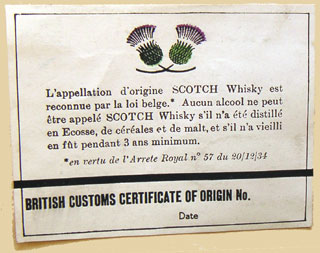 L'appellation d'origine SCOTCH Whisky est
reconnue par la loi belge.* Aucun alcool ne peut
être appelé SCOTCH Whisky s'il n'a été distillé
en Ecosse, de céréales et de malt, et s'il n'a vieilli
en fût pendant 3 ans minimum.
*en vertu de l'Arrete Royal n° 57 du 20/12/34
BRITISH CUSTOMS CERTIFICATE OF ORIGIN No.
Date